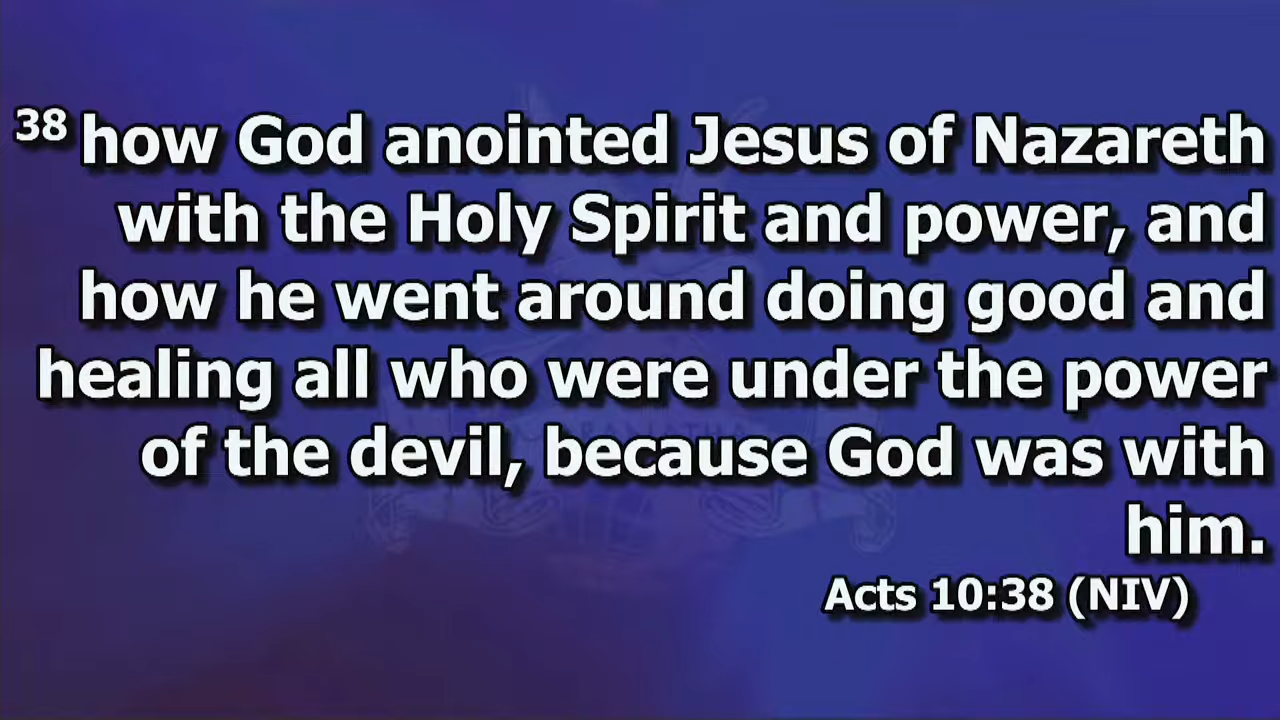 38 how God anointed Jesus of Nazareth
with the Holy Spirit and power, and
how he went around doing good and
healing all who were under the power
of the devil, because God was with
him.
Acts 10:38 (NIV)